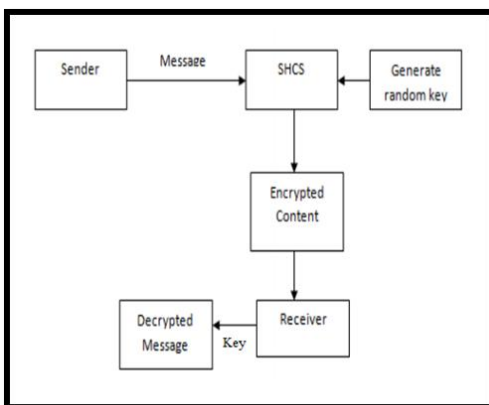 Sender
Message
SHCS
Generate
random key
Encrypted
Content
Decrypted
Message
Key
Receiver